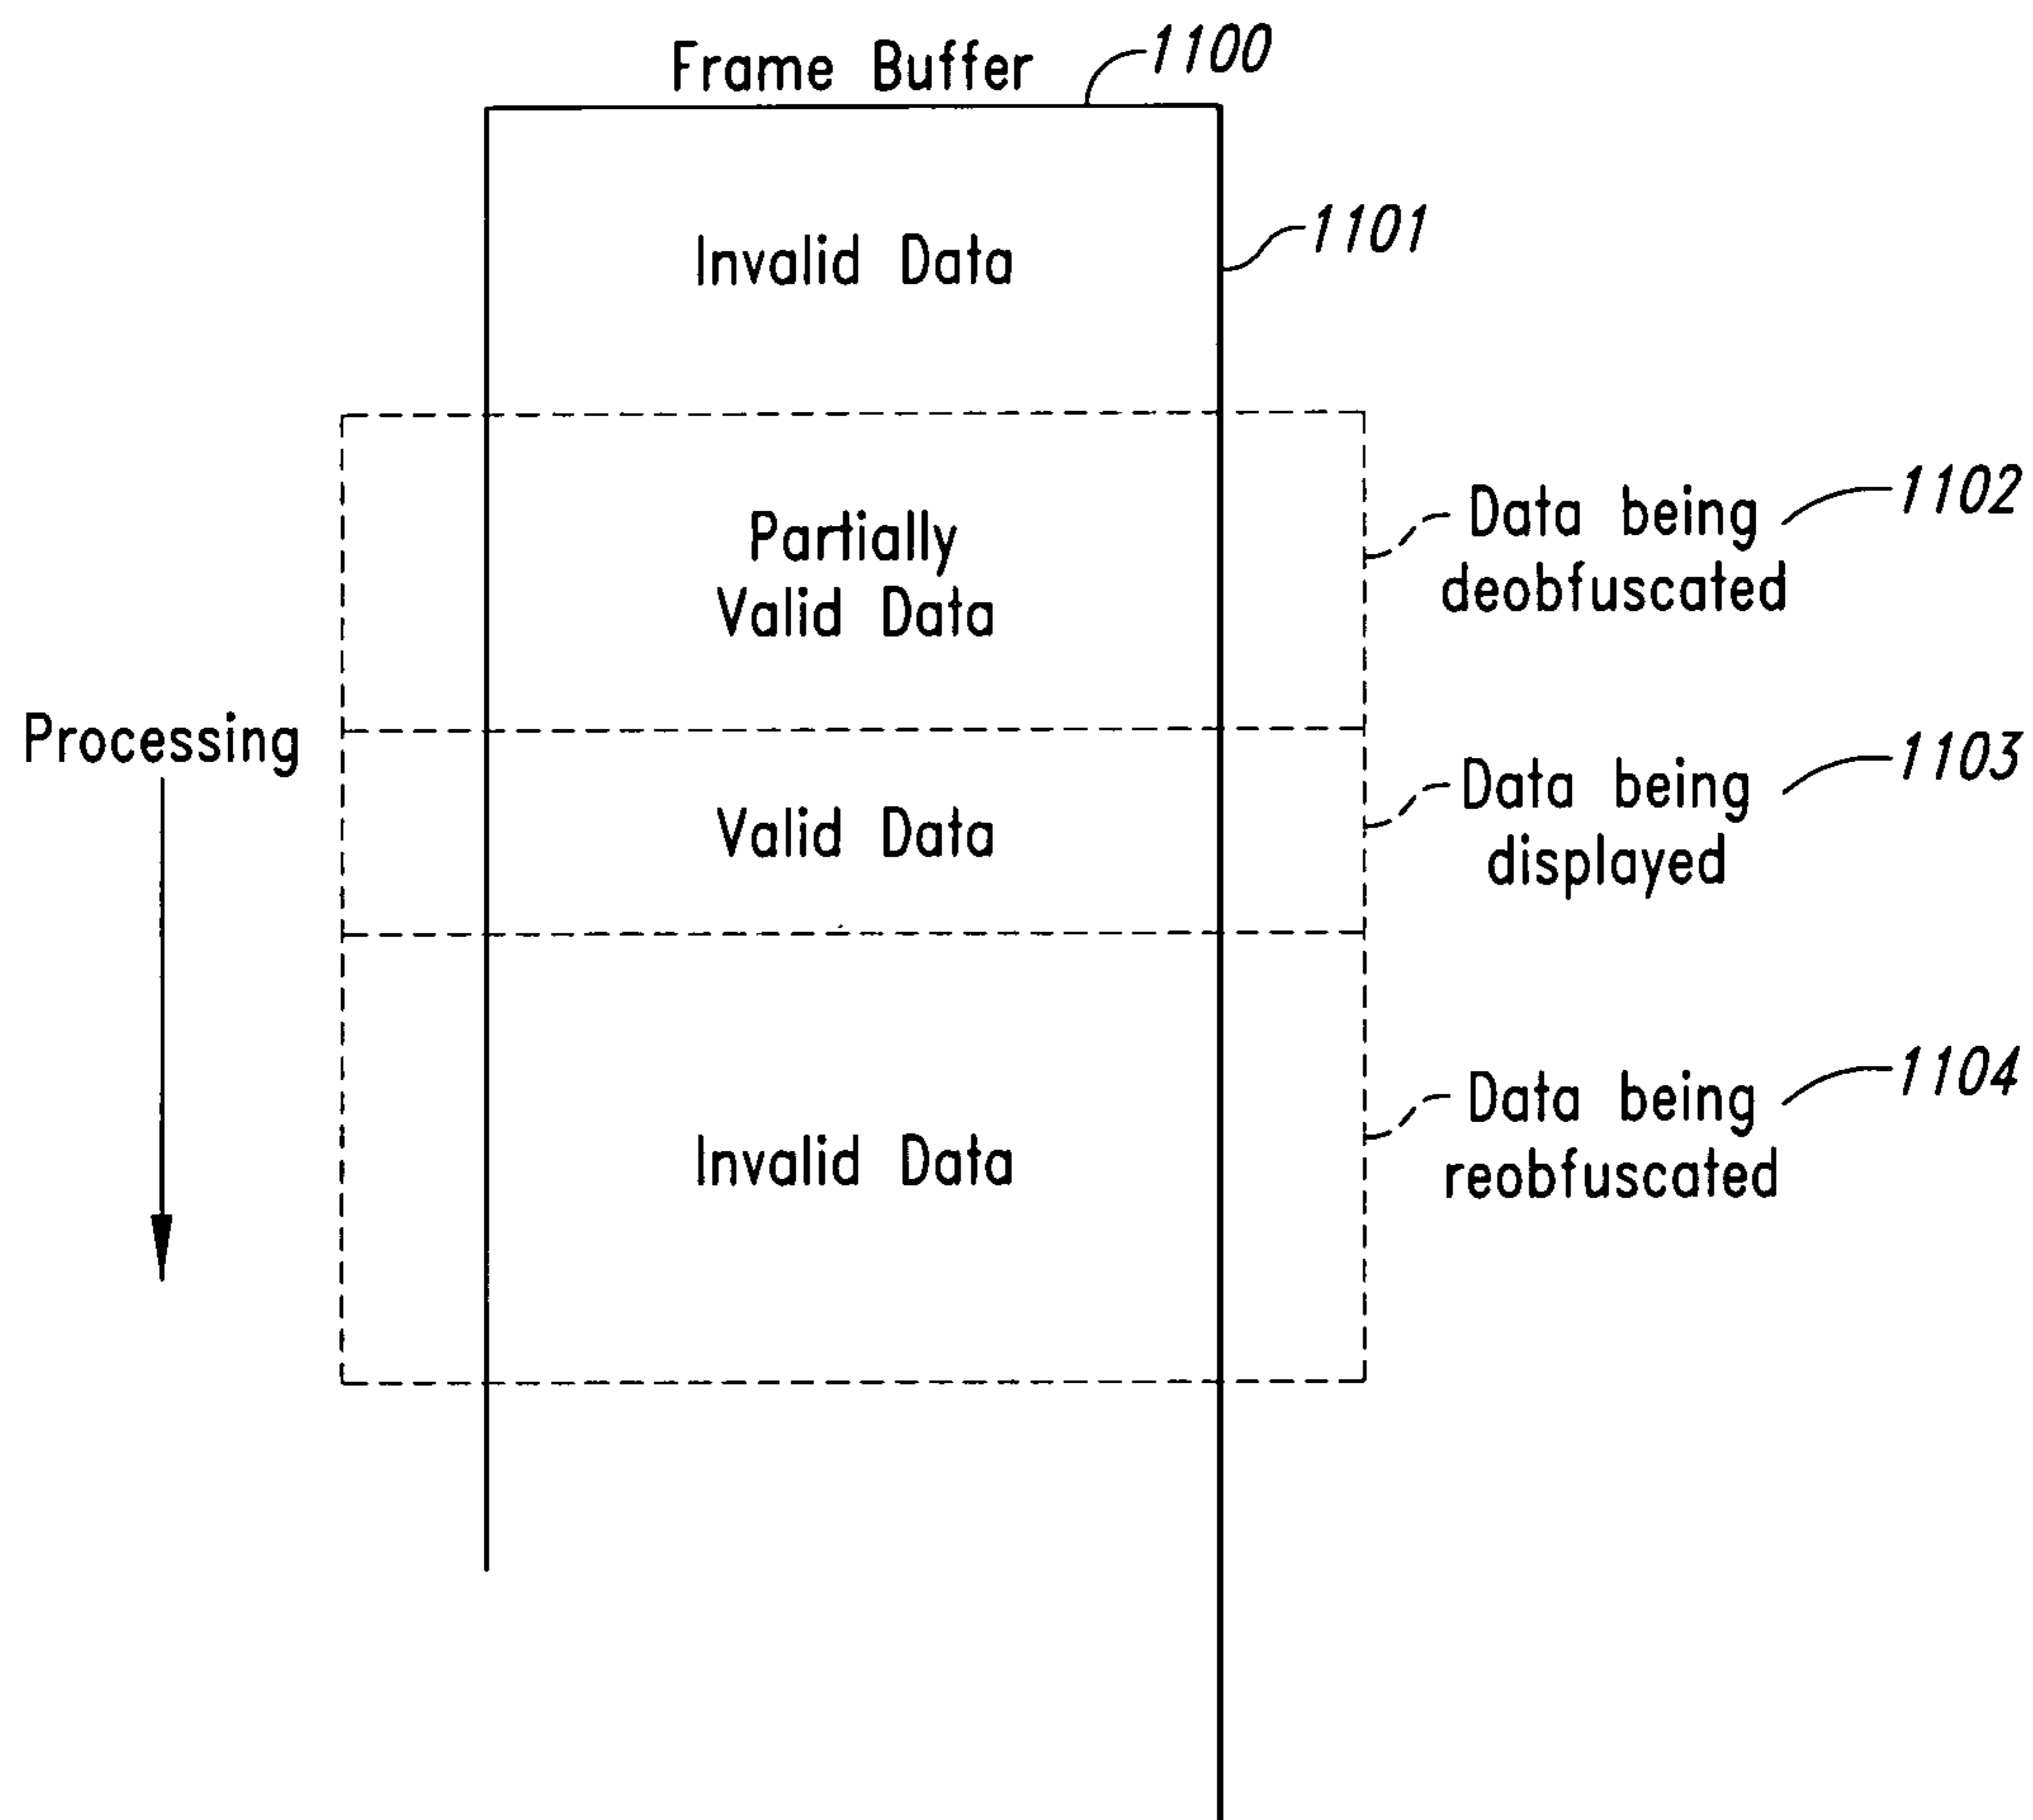 Frame Buffer
1100
Invalid Data
1101
Partially
Valid Data
Data being
deobfuscated
1102
Processing
Valid Data
Data being
displayed
1103
Invalid Data
Data being
reobfuscated
1104